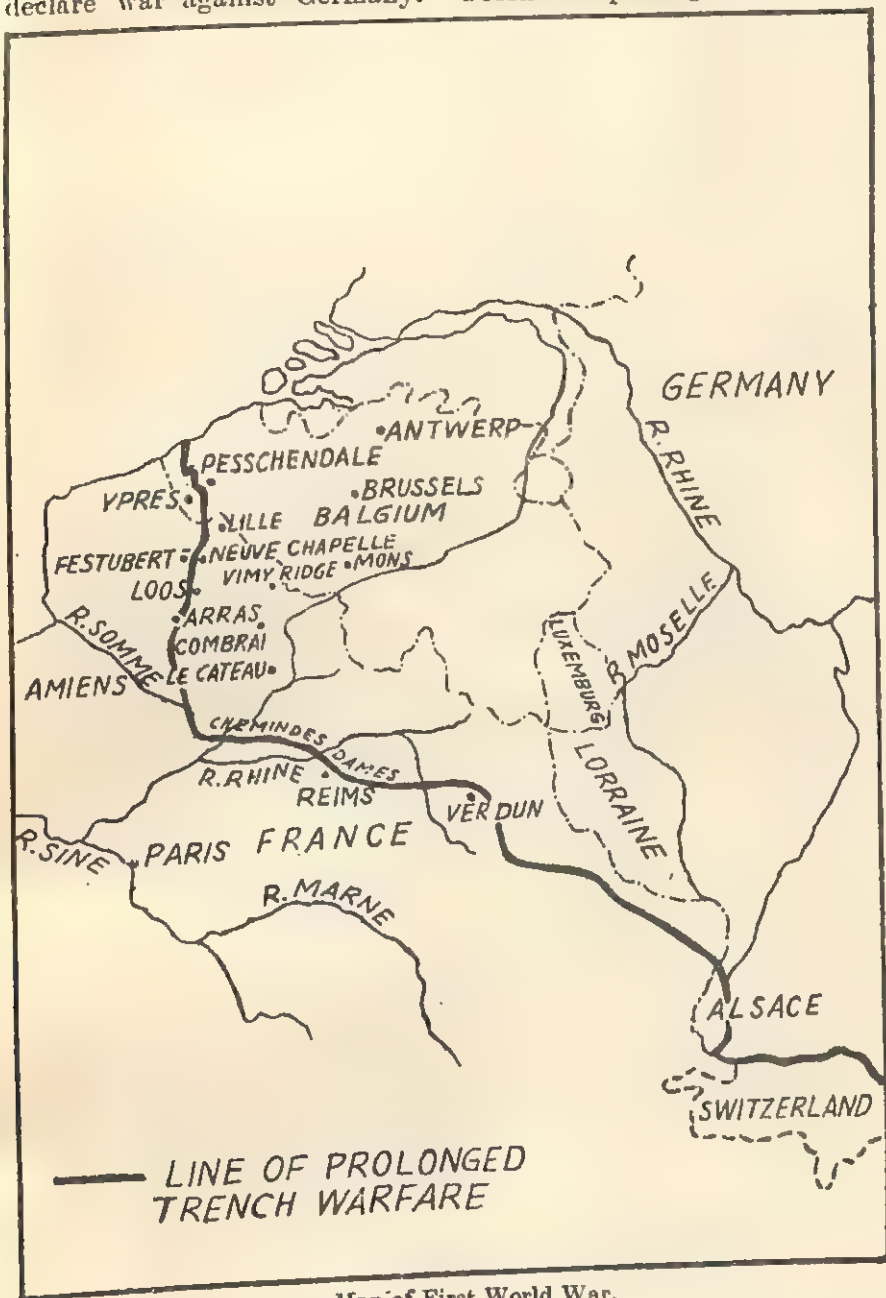 declare war against Germany.
GERMANY
R. RHINE
ANTWERP
PESSCHENDALE
YPRES
BRUSSELS
LILLE
BALGIUM
FESTUBERT
NEUVE CHAPELLE
VIMY RIDGE
MONS
LOOS
ARRAS
R. SOMME
COMBRAI
LE CATEAU
AMIENS
LUXEMBURG
R MOSELLE
CHEMINDES DAMES
R. RHINE
REIMS
LORRAINE
VERDUN
R. SINE
PARIS
FRANCE
R. MARNE
ALSACE
SWITZERLAND
LINE OF PROLONGED
TRENCH WARFARE
Map of First World War.